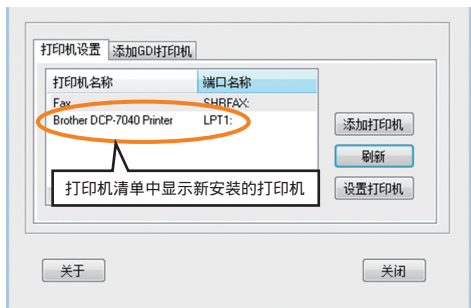 打印机设置 添加GDI打印机
打印机名称 端口名称
Fax SHRFAX:
Brother DCP-7040 Printer LPT1:
打印机清单中显示新安装的打印机
添加打印机
刷新
设置打印机
关于 关闭